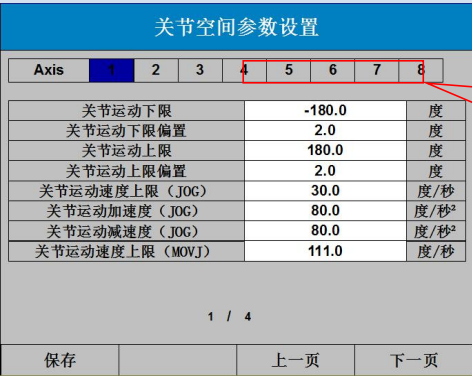 关节空间参数设置
Axis 1 2 3 4 5 6 7 8
关节运动下限 -180.0 度
关节运动下限偏置 2.0 度
关节运动上限 180.0 度
关节运动上限偏置 2.0 度
关节运动速度上限（JOG） 30.0 度/秒
关节运动加速度（JOG） 80.0 度/秒²
关节运动减速度（JOG） 80.0 度/秒²
关节运动速度上限（MOVJ） 111.0 度/秒
1 / 4
保存 上一页 下一页